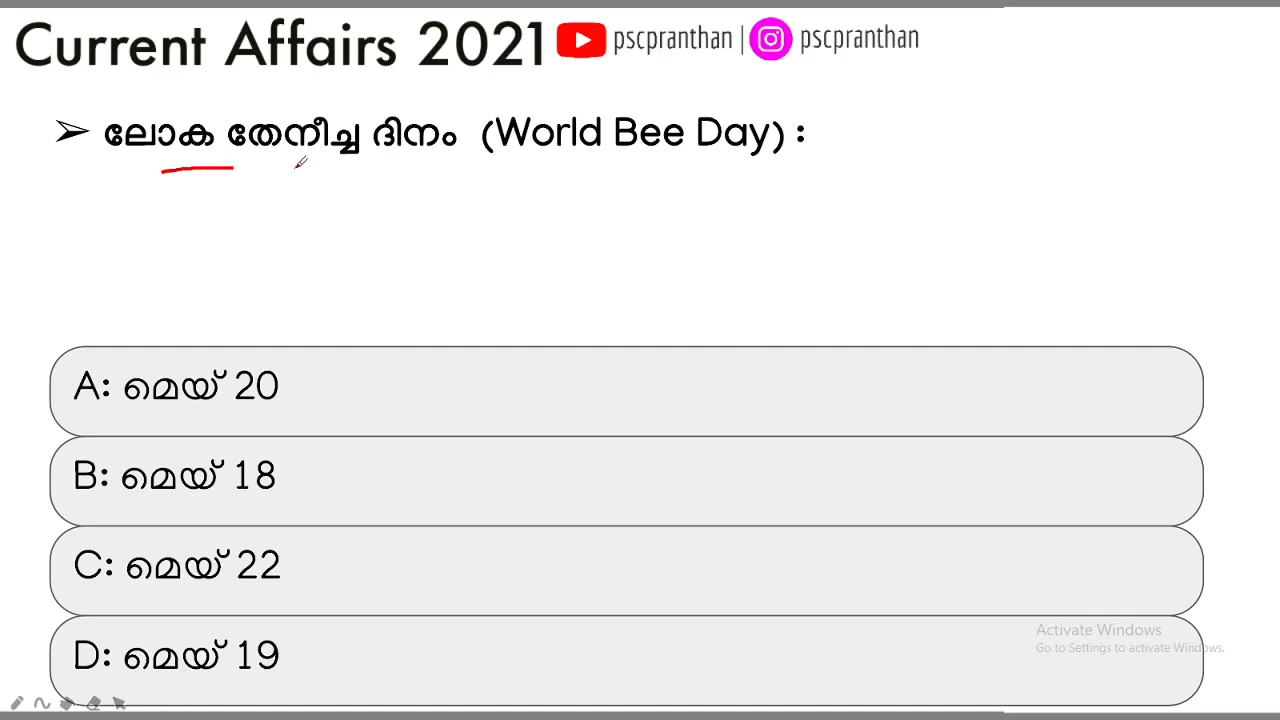 Current Affairs 2021 pscpranthan | pscpranthan
➢ ലോക തേനീച്ച ദിനം (World Bee Day) :
A: മെയ് 20
B: മെയ് 18
C: മെയ് 22
D: മെയ് 19
Activate Windows
Go to Settings to activate Windows.